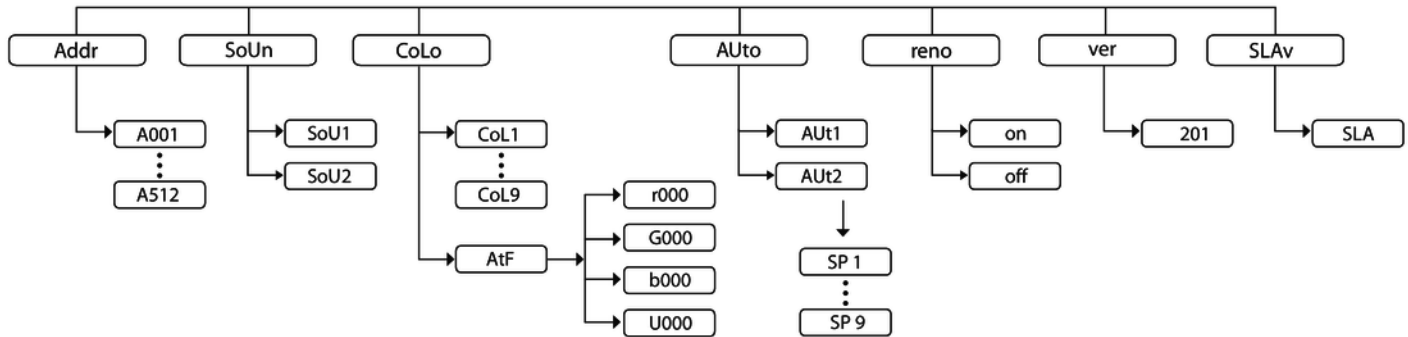 Addr
SoUn
CoLo
AUto
reno
ver
SLAv
A001
A512
SoU1
SoU2
CoL1
CoL9
AtF
r000
G000
b000
U000
AUt1
AUt2
SP 1
SP 9
on
off
201
SLA